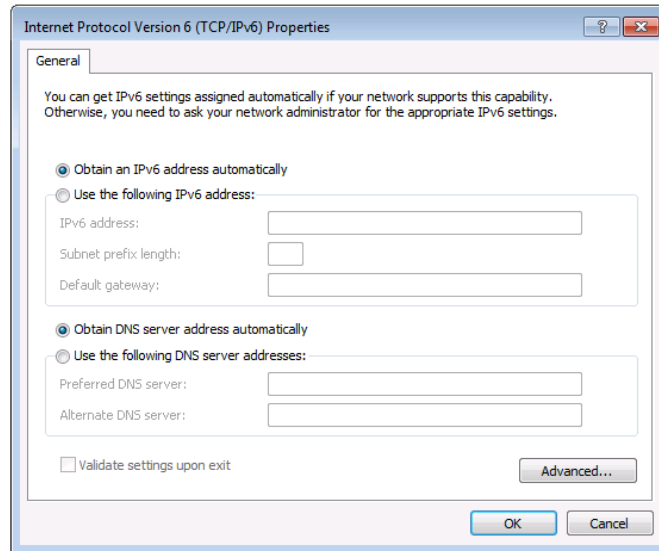 Internet Protocol Version 6 (TCP/IPv6) Properties
?
General
You can get IPv6 settings assigned automatically if your network supports this capability.
Otherwise, you need to ask your network administrator for the appropriate IPv6 settings.
Obtain an IPv6 address automatically
Use the following IPv6 address:
IPv6 address:
Subnet prefix length:
Default gateway:
Obtain DNS server address automatically
Use the following DNS server addresses:
Preferred DNS server:
Alternate DNS server:
Validate settings upon exit
Advanced...
OK Cancel